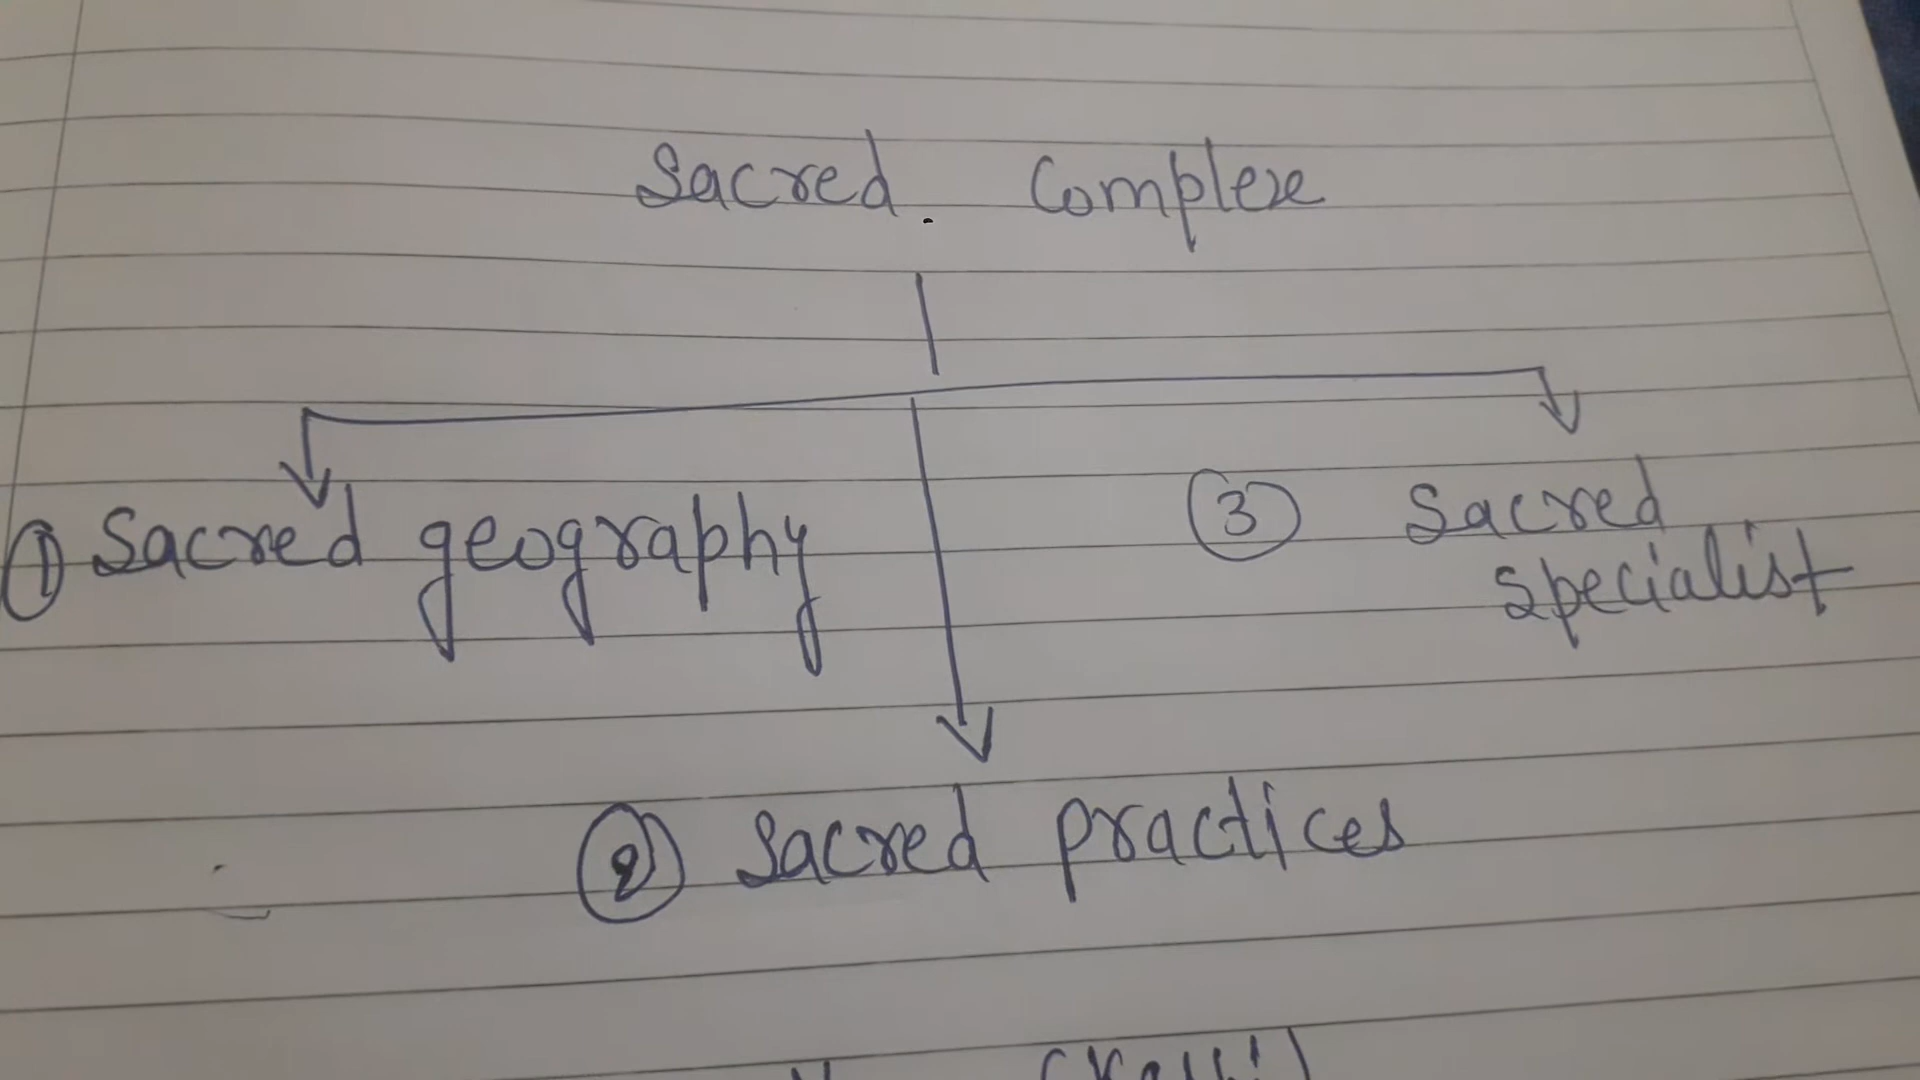 Sacred. Complex
① Sacred geography
③ Sacred
specialist
② Sacred practices